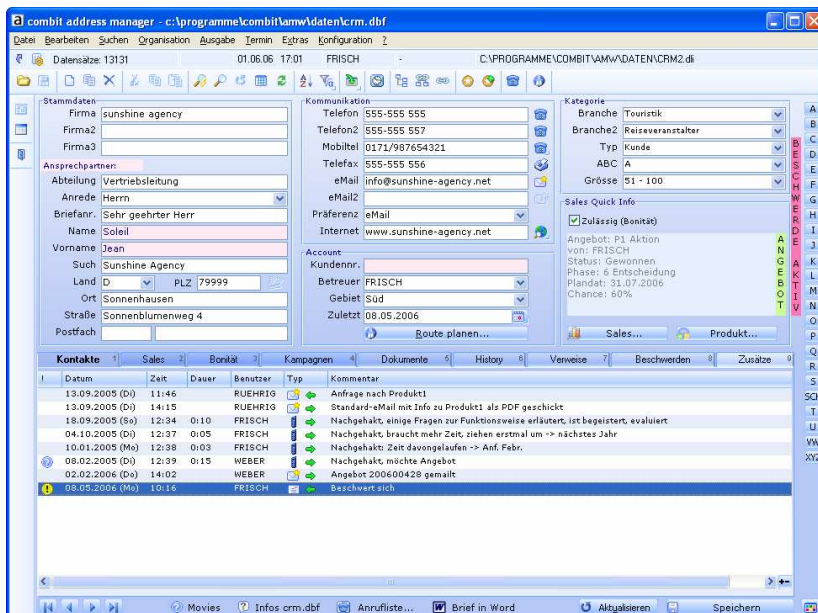 combit address manager - c:\programme\combit\amw\daten\crm.dbf
Datei Bearbeiten Suchen Organisation Ausgabe Termin Extras Konfiguration ?
Datensätze: 13131 01.06.06 17:01 FRISCH - C:\PROGRAMME\COMBIT\AMW\DATEN\CRM2.dli
Stammdaten
Firma sunshine agency
Firma2
Firma3
Ansprechpartner:
Abteilung Vertriebsleitung
Anrede Herrn
Briefanr. Sehr geehrter Herr
Name Soleil
Vorname Jean
Such Sunshine Agency
Land D PLZ 79999
Ort Sonnenhausen
Straße Sonnenblumenweg 4
Postfach
Kommunikation
Telefon 555-555 555
Telefon2 555-555 557
Mobiltel 0171/987654321
Telefax 555-555 556
eMail info@sunshine-agency.net
eMail2
Präferenz eMail
Internet www.sunshine-agency.net
Account
Kundennr.
Betreuer FRISCH
Gebiet Süd
Zuletzt 08.05.2006
Route planen...
Kategorie
Branche Touristik
Branche2 Reiseveranstalter
Typ Kunde
ABC A
Grösse 51 - 100
Sales Quick Info
Zulässig (Bonität)
Angebot: P1 Aktion
von: FRISCH
Status: Gewonnen
Phase: 6 Entscheidung
Plandat: 31.07.2006
Chance: 60%
ANGEBOT
Sales... Produkt...
BESCHWERDE AKTIV
A
B
C
D
E
F
G
H
I
J
K
L
M
N
O
P
Q
R
S
SCH
T
U
VW
XYZ
Kontakte 1 Sales 2 Bonität 3 Kampagnen 4 Dokumente 5 History 6 Verweise 7 Beschwerden 8 Zusätze 9
! Datum Zeit Dauer Benutzer Typ Kommentar
13.09.2005 (Di) 11:46 RUEHRIG Anfrage nach Produkt1
13.09.2005 (Di) 14:15 RUEHRIG Standard-eMail mit Info zu Produkt1 als PDF geschickt
18.09.2005 (So) 12:34 0:10 FRISCH Nachgehakt, einige Fragen zur Funktionsweise erläutert, ist begeistert, evaluiert
04.10.2005 (Di) 12:37 0:05 FRISCH Nachgehakt, braucht mehr Zeit, ziehen erstmal um -> nächstes Jahr
10.01.2005 (Mo) 12:38 0:03 FRISCH Nachgehakt: Zeit davongelaufen -> Anf. Febr.
08.02.2005 (Di) 12:39 0:15 WEBER Nachgehakt, möchte Angebot
02.02.2006 (Do) 14:02 WEBER Angebot 200600428 gemailt
08.05.2006 (Mo) 10:16 FRISCH Beschwert sich
Movies Infos crm.dbf Anrufliste... Brief in Word Aktualisieren Speichern